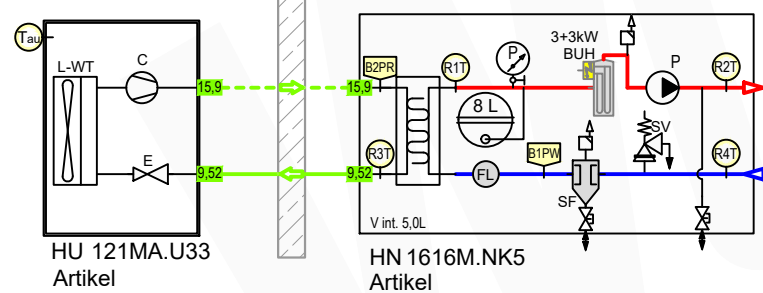 Tau
L-WT
C
15,9
E
9,52
HU 121MA.U33
Artikel
15,9
B2PR
R3T
9,52
R1T
P
8 L
3+3kW
BUH
P
R2T
FL
B1PW
SF
SV
R4T
V int. 5,0L
HN 1616M.NK5
Artikel